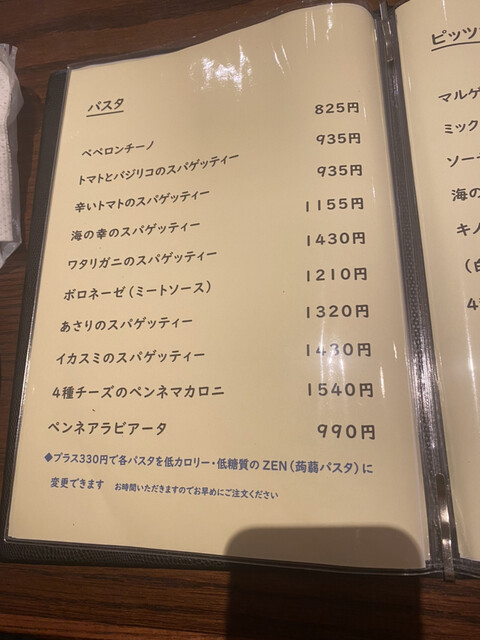 パスタ
ペペロンチーノ 825円
トマトとバジリコのスパゲッティー 935円
辛いトマトのスパゲッティー 935円
海の幸のスパゲッティー 1155円
ワタリガニのスパゲッティー 1430円
ボロネーゼ(ミートソース) 1210円
あさりのスパゲッティー 1320円
イカスミのスパゲッティー 1430円
4種チーズのペンネマカロニ 1540円
ペンネアラビアータ 990円
◆プラス330円で各パスタを低カロリー・低糖質のZEN(蒟蒻パスタ)に
変更できます お時間いただきますのでお早めにご注文ください
ピッツ
マルゲ
ミック
ソーセ
海の
キノ
(白
4